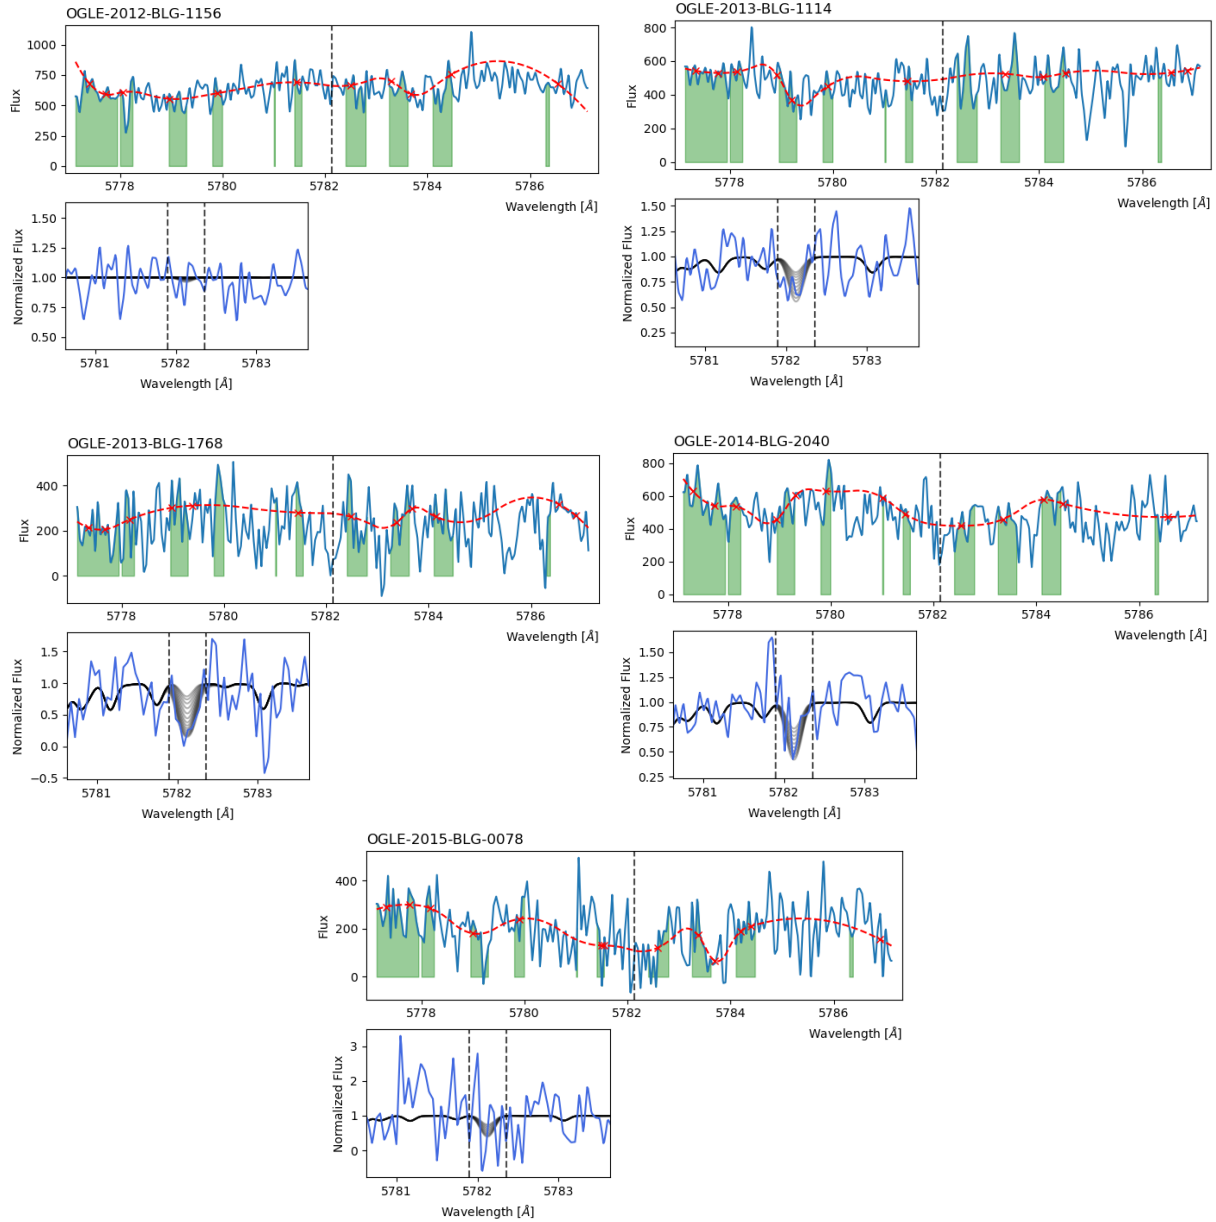 OGLE-2012-BLG-1156
Flux
1000
750
500
250
0
5778 5780 5782 5784 5786
Wavelength [Å]
Normalized Flux
1.50
1.25
1.00
0.75
0.50
5781 5782 5783
Wavelength [Å]
OGLE-2013-BLG-1114
Flux
800
600
400
200
0
5778 5780 5782 5784 5786
Wavelength [Å]
Normalized Flux
1.50
1.25
1.00
0.75
0.50
0.25
5781 5782 5783
Wavelength [Å]
OGLE-2013-BLG-1768
Flux
400
200
0
5778 5780 5782 5784 5786
Wavelength [Å]
Normalized Flux
1.5
1.0
0.5
0.0
−0.5
5781 5782 5783
Wavelength [Å]
OGLE-2014-BLG-2040
Flux
800
600
400
200
0
5778 5780 5782 5784 5786
Wavelength [Å]
Normalized Flux
1.50
1.25
1.00
0.75
0.50
0.25
5781 5782 5783
Wavelength [Å]
OGLE-2015-BLG-0078
Flux
400
200
0
5778 5780 5782 5784 5786
Wavelength [Å]
Normalized Flux
3
2
1
0
5781 5782 5783
Wavelength [Å]